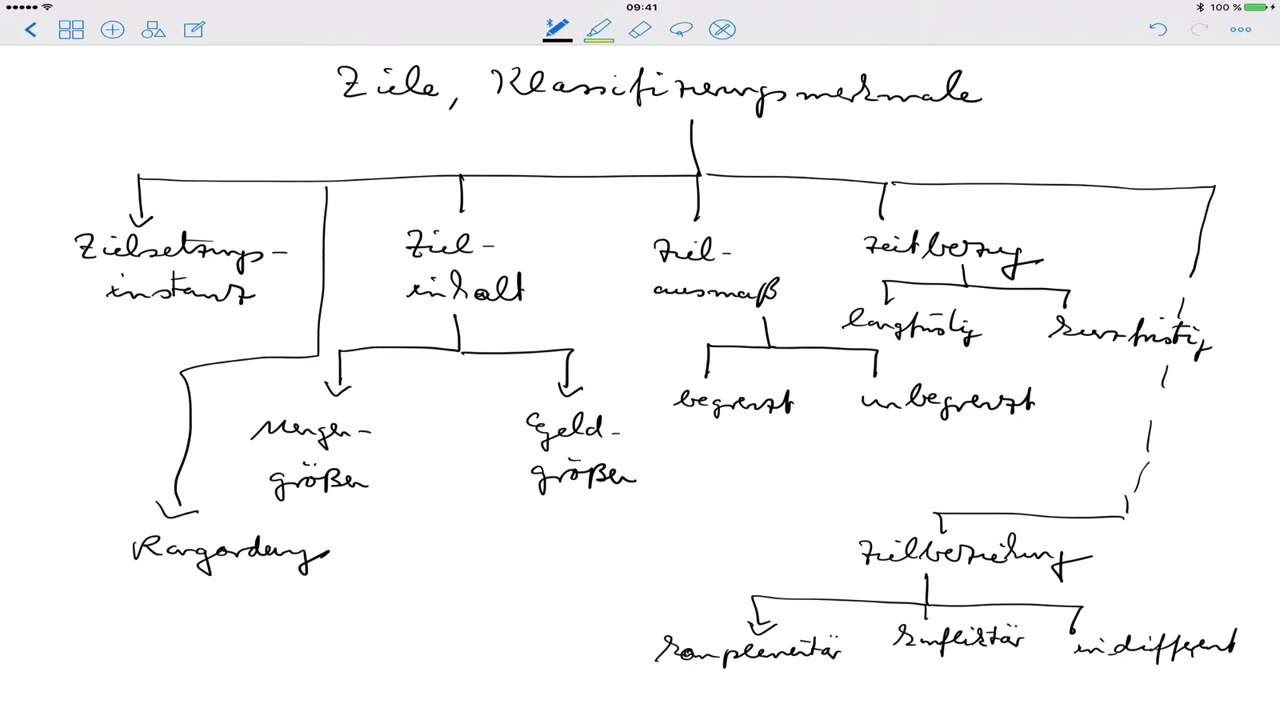 09:41
100 %
Ziele, Klassifizierungsmerkmale
Zielsetzungs-
instanz
Ziel-
inhalt
Ziel-
ausmaß
Zeitbezug
langfristig
kurzfristig
begrenzt
unbegrenzt
Mengen-
größen
Geld-
größen
Rangordnung
Zielbeziehung
komplementär
konfliktär
indifferent